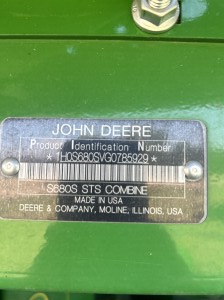 JOHN DEERE
Product Identification Number
*1H0S680SVG0785929*
S680S STS COMBINE
MADE IN USA
DEERE & COMPANY, MOLINE, ILLINOIS, USA